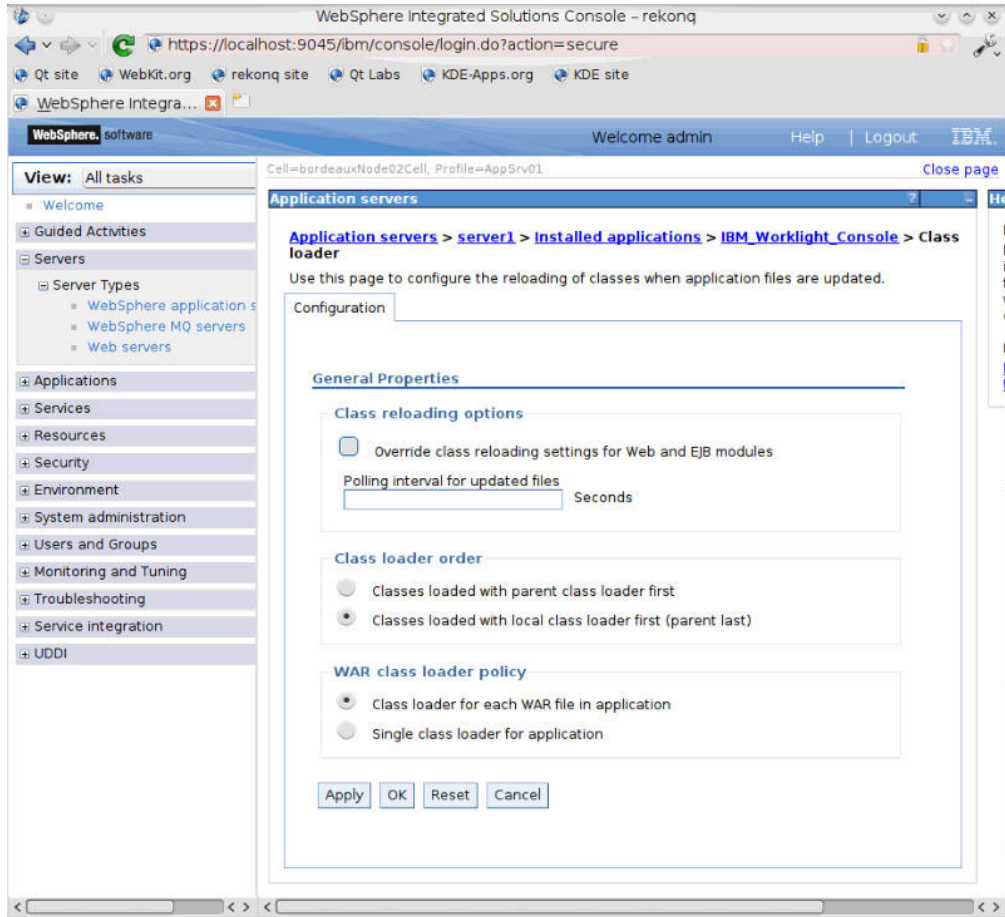 WebSphere Integrated Solutions Console – rekonq
https://localhost:9045/ibm/console/login.do?action=secure
Qt site WebKit.org rekonq site Qt Labs KDE-Apps.org KDE site
WebSphere Integra...
WebSphere. software Welcome admin Help | Logout IBM.
View: All tasks
Welcome
Guided Activities
Servers
Server Types
WebSphere application s
WebSphere MQ servers
Web servers
Applications
Services
Resources
Security
Environment
System administration
Users and Groups
Monitoring and Tuning
Troubleshooting
Service integration
UDDI
Cell=bordeauxNode02Cell, Profile=AppSrv01
Close page
Application servers ? –
He
Application servers > server1 > Installed applications > IBM_Worklight_Console > Class
loader
Use this page to configure the reloading of classes when application files are updated.
Configuration
General Properties
Class reloading options
Override class reloading settings for Web and EJB modules
Polling interval for updated files
Seconds
Class loader order
Classes loaded with parent class loader first
Classes loaded with local class loader first (parent last)
WAR class loader policy
Class loader for each WAR file in application
Single class loader for application
Apply OK Reset Cancel